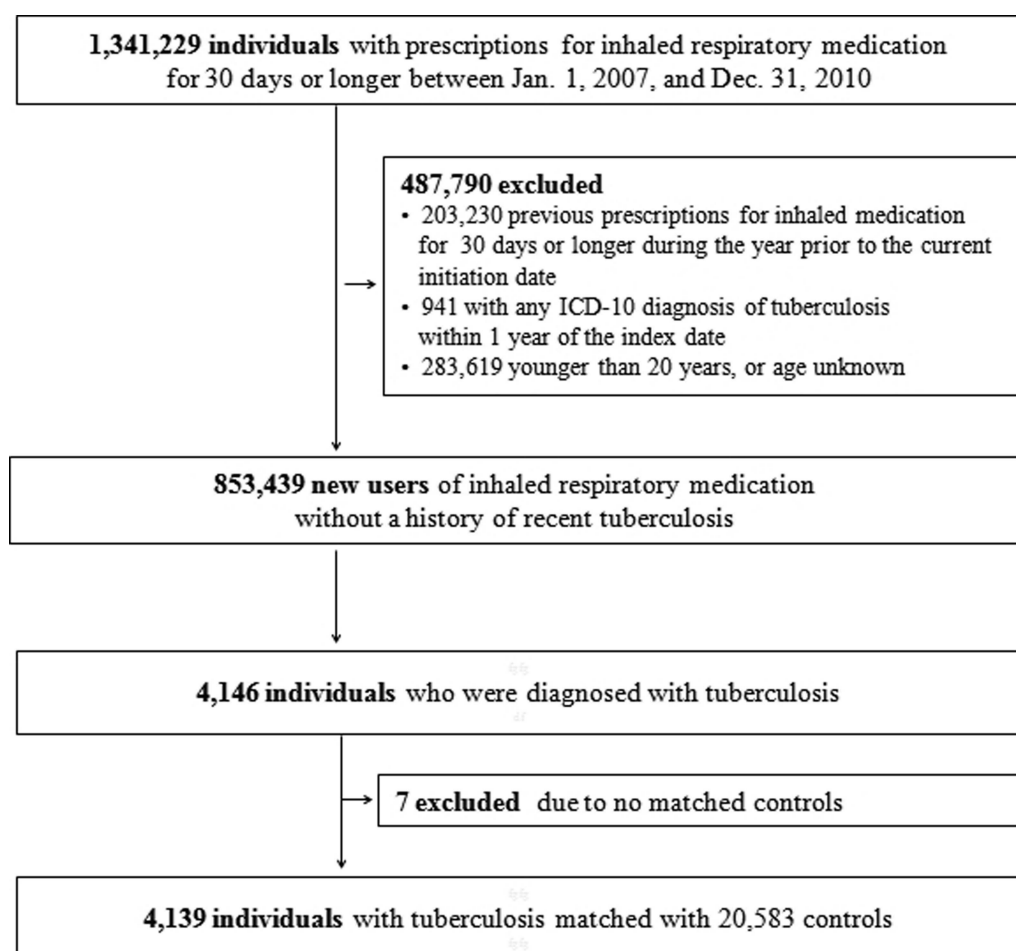 1,341,229 individuals with prescriptions for inhaled respiratory medication
for 30 days or longer between Jan. 1, 2007, and Dec. 31, 2010
487,790 excluded
• 203,230 previous prescriptions for inhaled medication
for 30 days or longer during the year prior to the current
initiation date
• 941 with any ICD-10 diagnosis of tuberculosis
within 1 year of the index date
• 283,619 younger than 20 years, or age unknown
853,439 new users of inhaled respiratory medication
without a history of recent tuberculosis
4,146 individuals who were diagnosed with tuberculosis
7 excluded due to no matched controls
4,139 individuals with tuberculosis matched with 20,583 controls